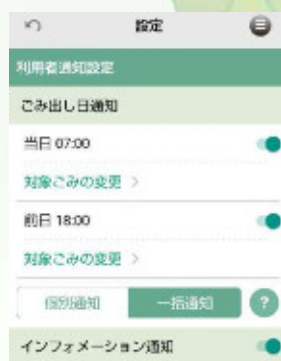 設定
利用者通知設定
ごみ出し日通知
当日 07:00
対象ごみの変更 >
前日 18:00
対象ごみの変更 >
個別通知 一括通知 ?
インフォメーション通知